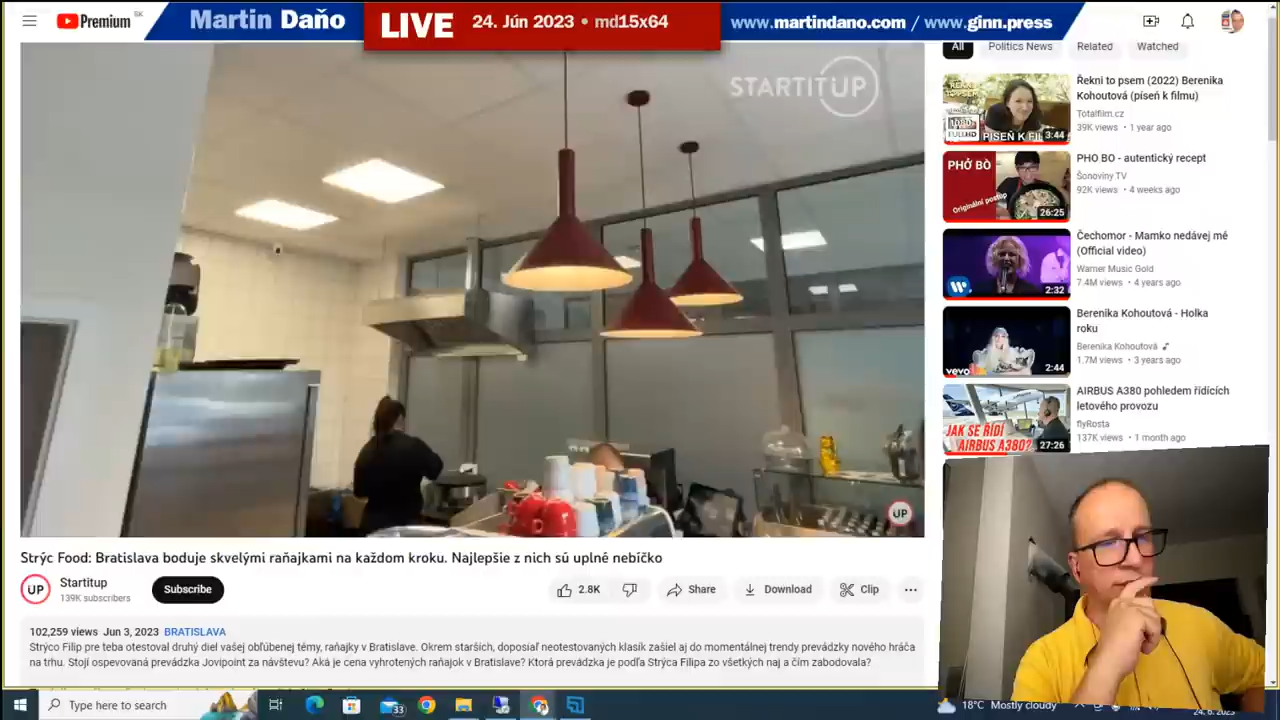 Premium SK
Martin Daňo
LIVE
24. Jún 2023 • md15x64
www.martindano.com / www.ginn.press
STARTITUP
All
Politics News
Related
Watched
Řekni to psem (2022) Berenika
Kohoutová (píseň k filmu)
Totalfilm.cz
39K views • 1 year ago
3:44
PHỞ BÒ
Originální postup
26:25
PHO BO - autentický recept
Šonoviny TV
92K views • 4 weeks ago
Čechomor - Mamko nedávej mě
(Official video)
Warner Music Gold
7.4M views • 4 years ago
2:32
Berenika Kohoutová - Holka
roku
Berenika Kohoutová
1.7M views • 3 years ago
vevo
2:44
AIRBUS A380 pohledem řídících
letového provozu
flyRosta
137K views • 1 month ago
JAK SE ŘÍDÍ
AIRBUS A380?
27:26
UP
Strýc Food: Bratislava boduje skvelými raňajkami na každom kroku. Najlepšie z nich sú uplné nebíčko
UP
Startitup
139K subscribers
Subscribe
2.8K
Share
Download
Clip
102,259 views Jun 3, 2023 BRATISLAVA
Strýco Filip pre teba otestoval druhý diel vašej obľúbenej témy, raňajky v Bratislave. Okrem starších, doposiaľ neotestovaných klasík zašiel aj do momentálnej trendy prevádzky nového hráča
na trhu. Stojí ospevovaná prevádzka Jovipoint za návštevu? Aká je cena vyhrotených raňajok v Bratislave? Ktorá prevádzka je podľa Strýca Filipa zo všetkých naj a čím zabodovala?
Type here to search
33
18°C Mostly cloudy
24. 6. 2023